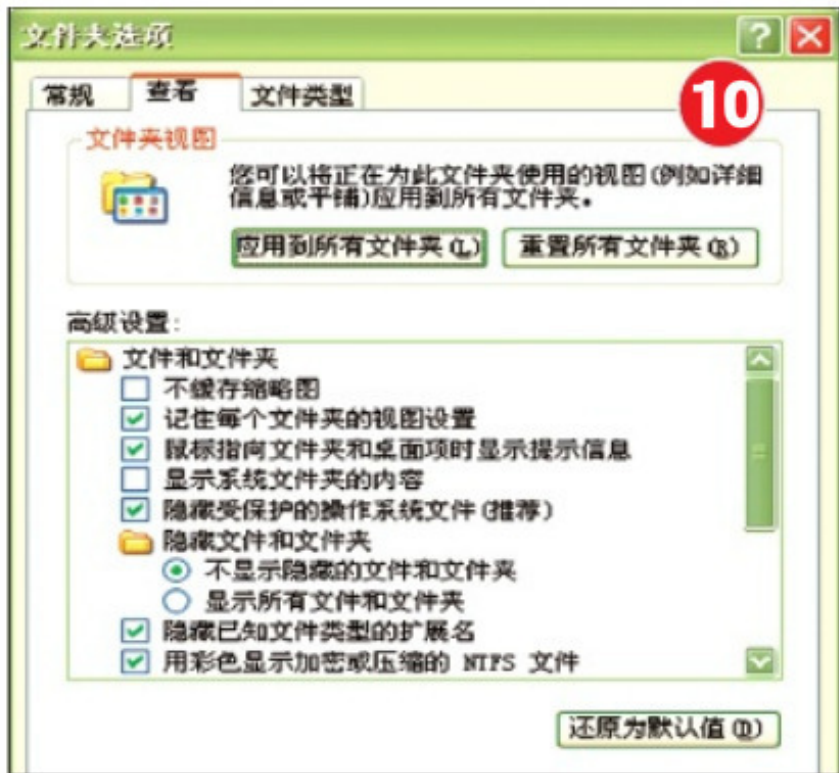 文件夹选项
常规 查看 文件类型
10
文件夹视图
您可以将正在为此文件夹使用的视图(例如详细
信息或平铺)应用到所有文件夹。
应用到所有文件夹(L) 重置所有文件夹(R)
高级设置:
文件和文件夹
不缓存缩略图
记住每个文件夹的视图设置
鼠标指向文件夹和桌面项时显示提示信息
显示系统文件夹的内容
隐藏受保护的操作系统文件(推荐)
隐藏文件和文件夹
不显示隐藏的文件和文件夹
显示所有文件和文件夹
隐藏已知文件类型的扩展名
用彩色显示加密或压缩的 NTFS 文件
还原为默认值(D)